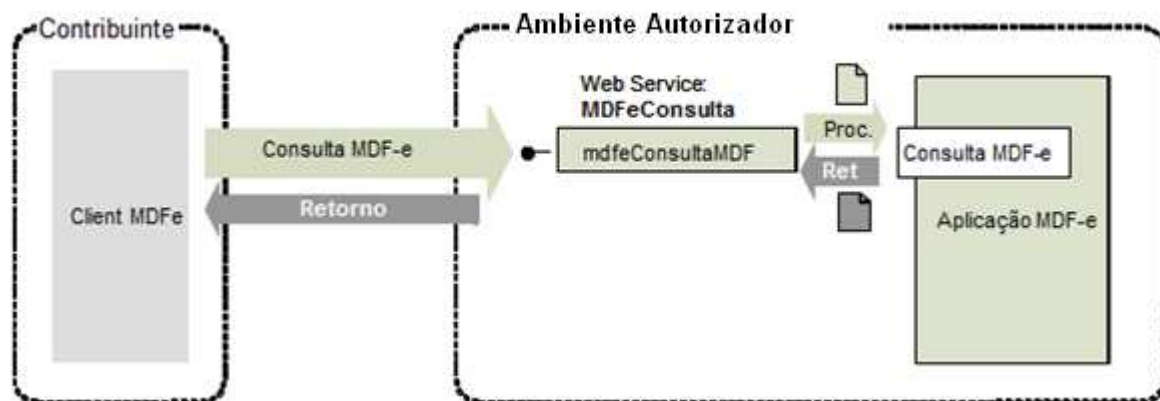 Contribuinte
Ambiente Autorizador
Web Service:
MDFeConsulta
Consulta MDF-e
mdfeConsultaMDF
Proc.
Consulta MDF-e
Ret
Retorno
Client MDFe
Aplicação MDF-e